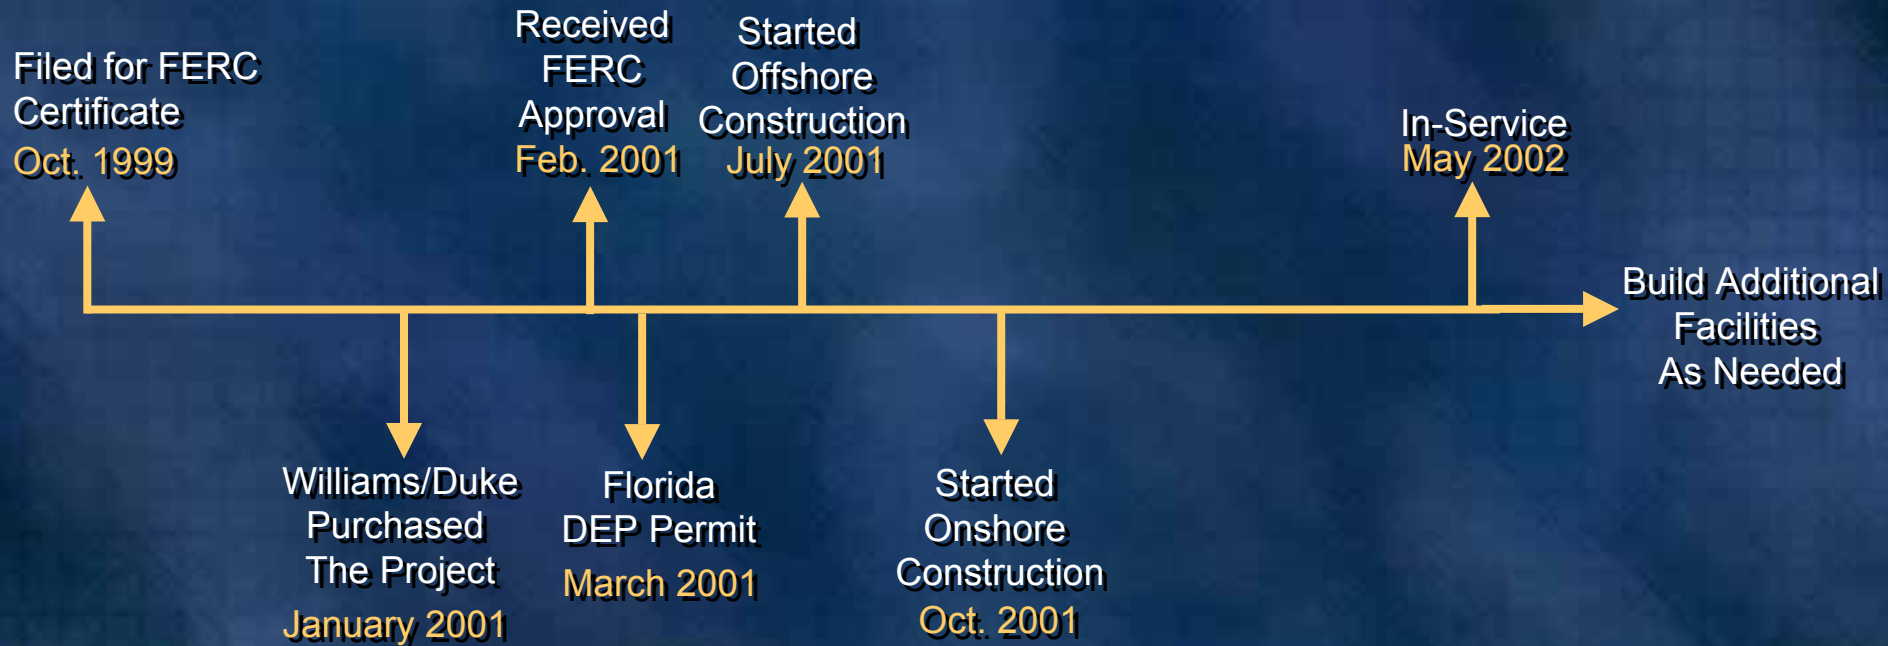 Filed for FERC
Certificate
Oct. 1999
Received
FERC
Approval
Feb. 2001
Started
Offshore
Construction
July 2001
In-Service
May 2002
Build Additional
Facilities
As Needed
Williams/Duke
Purchased
The Project
January 2001
Florida
DEP Permit
March 2001
Started
Onshore
Construction
Oct. 2001